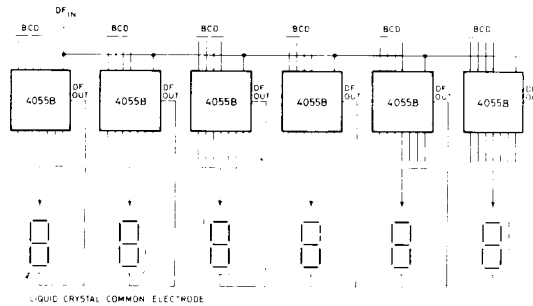 DF IN
BCD BCD BCD BCD BCD BCD
4055B DF OUT 4055B DF OUT 4055B DF OUT 4055B DF OUT 4055B DF OUT 4055B
LIQUID CRYSTAL COMMON ELECTRODE